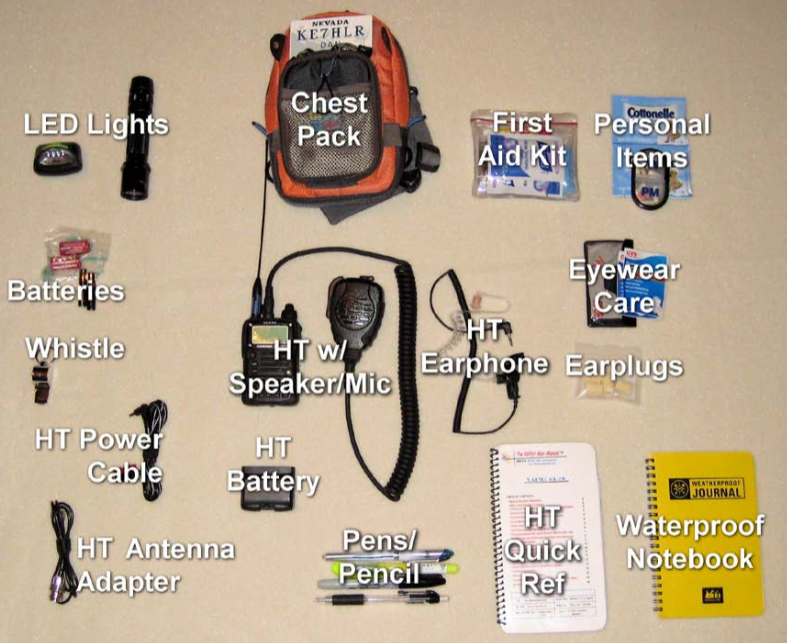 NEVADA
KE7HLR
DAN
Chest
Pack
LED Lights
First
Aid Kit
Cottonelle
Personal
Items
PM
Batteries
Eyewear
Care
Whistle
HT w/
Speaker/Mic
HT
Earphone
Earplugs
HT Power
Cable
HT
Battery
WEATHERPROOF
JOURNAL
HT
Quick
Ref
Waterproof
Notebook
HT Antenna
Adapter
Pens/
Pencil